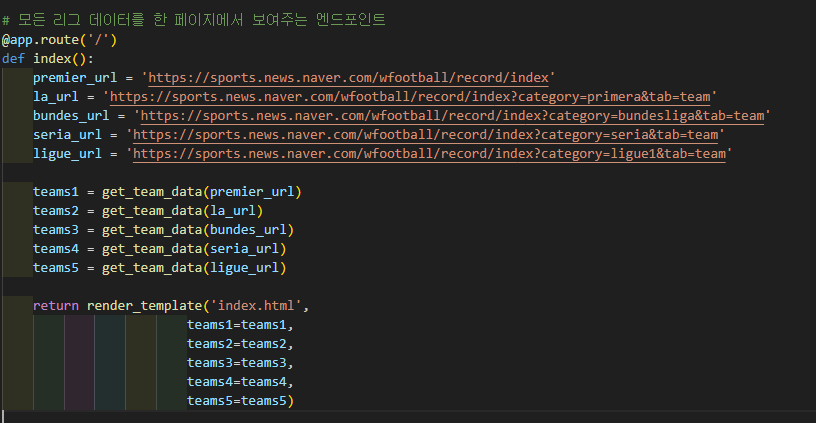 # 모든 리그 데이터를 한 페이지에서 보여주는 엔드포인트
@app.route('/')
def index():
    premier_url = 'https://sports.news.naver.com/wfootball/record/index'
    la_url = 'https://sports.news.naver.com/wfootball/record/index?category=primera&tab=team'
    bundes_url = 'https://sports.news.naver.com/wfootball/record/index?category=bundesliga&tab=team'
    seria_url = 'https://sports.news.naver.com/wfootball/record/index?category=seria&tab=team'
    ligue_url = 'https://sports.news.naver.com/wfootball/record/index?category=ligue1&tab=team'

    teams1 = get_team_data(premier_url)
    teams2 = get_team_data(la_url)
    teams3 = get_team_data(bundes_url)
    teams4 = get_team_data(seria_url)
    teams5 = get_team_data(ligue_url)

    return render_template('index.html',
                        teams1=teams1,
                        teams2=teams2,
                        teams3=teams3,
                        teams4=teams4,
                        teams5=teams5)